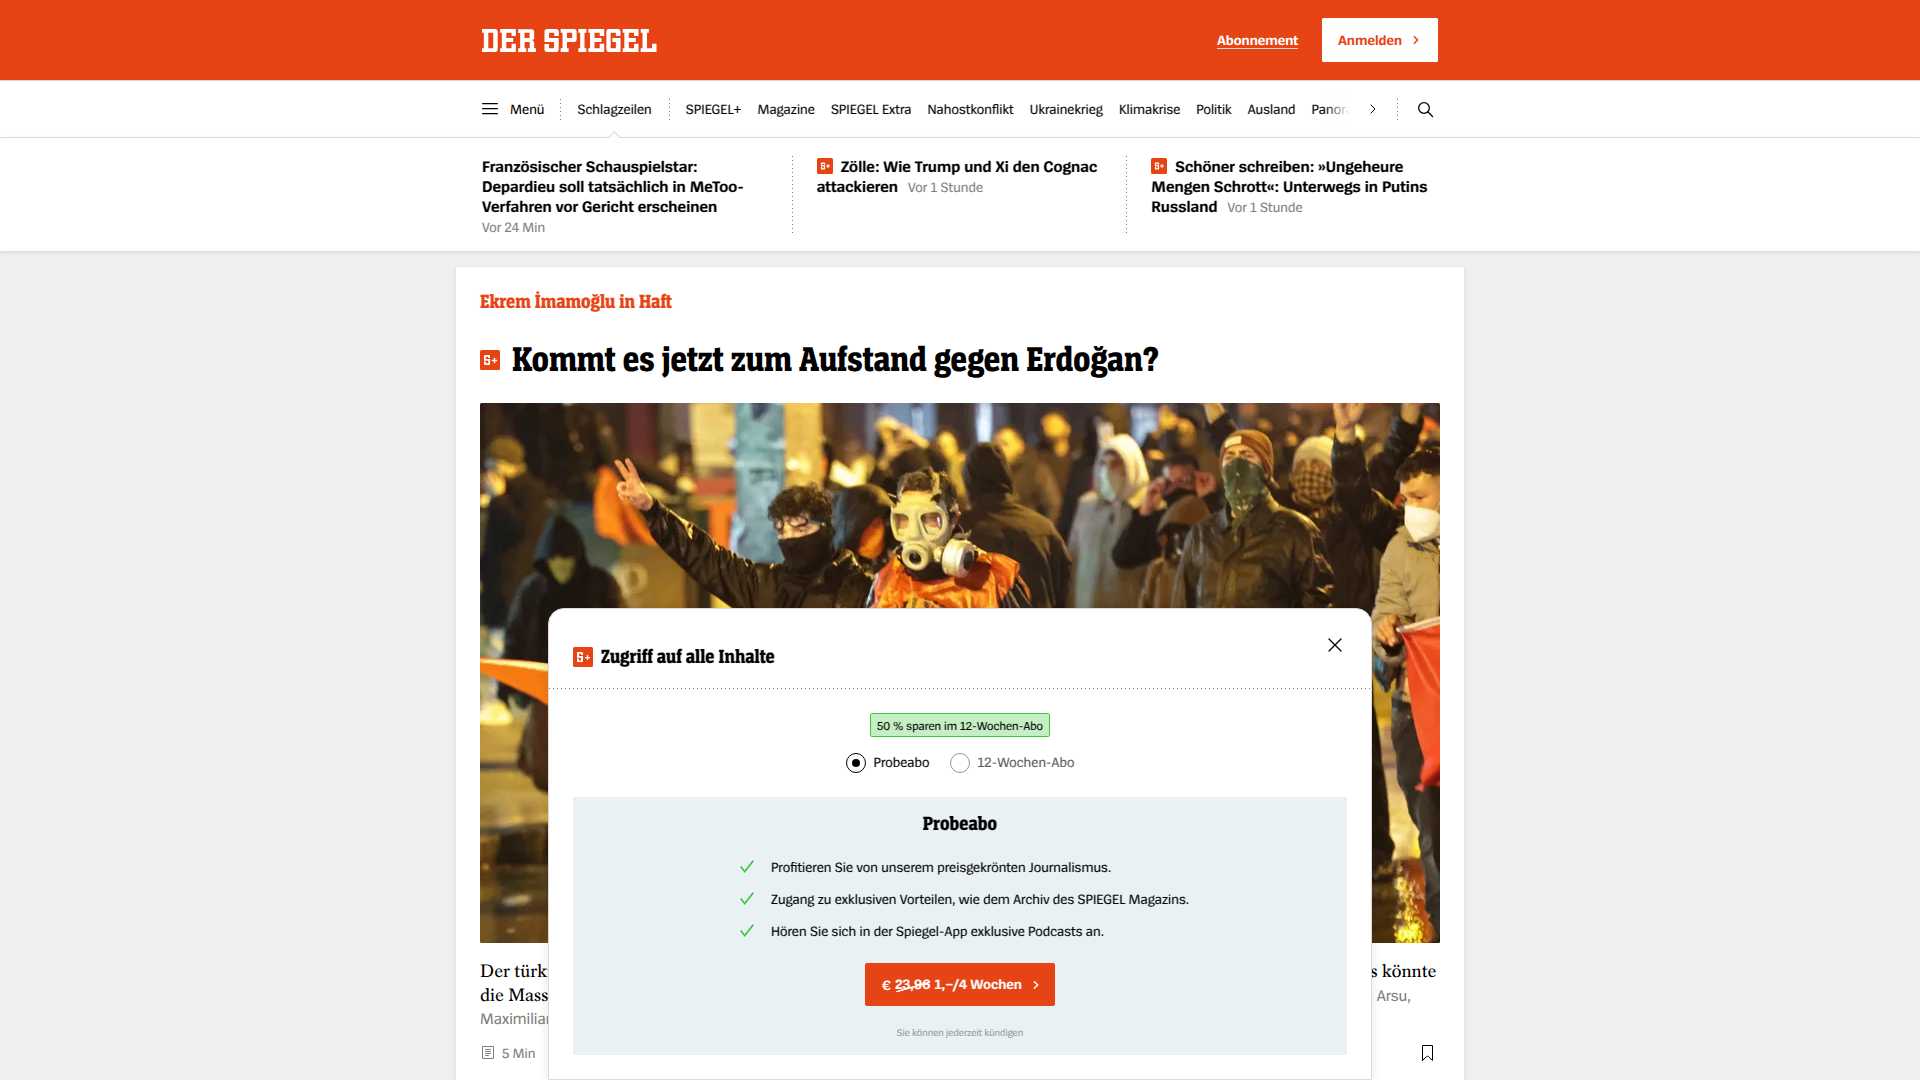 DER SPIEGEL
Abonnement
Anmelden
Menü
Schlagzeilen
SPIEGEL+
Magazine
SPIEGEL Extra
Nahostkonflikt
Ukrainekrieg
Klimakrise
Politik
Ausland
Panor
Französischer Schauspielstar:
Depardieu soll tatsächlich in MeToo-
Verfahren vor Gericht erscheinen
Vor 24 Min
S+ Zölle: Wie Trump und Xi den Cognac
attackieren Vor 1 Stunde
S+ Schöner schreiben: »Ungeheure
Mengen Schrott«: Unterwegs in Putins
Russland Vor 1 Stunde
Ekrem İmamoğlu in Haft
S+ Kommt es jetzt zum Aufstand gegen Erdoğan?
S+ Zugriff auf alle Inhalte
50 % sparen im 12-Wochen-Abo
Probeabo
12-Wochen-Abo
Probeabo
Profitieren Sie von unserem preisgekrönten Journalismus.
Zugang zu exklusiven Vorteilen, wie dem Archiv des SPIEGEL Magazins.
Hören Sie sich in der Spiegel-App exklusive Podcasts an.
€ 23,96 1,–/4 Wochen
Sie können jederzeit kündigen
Der türk
s könnte
die Mass
Arsu,
Maximilia
5 Min